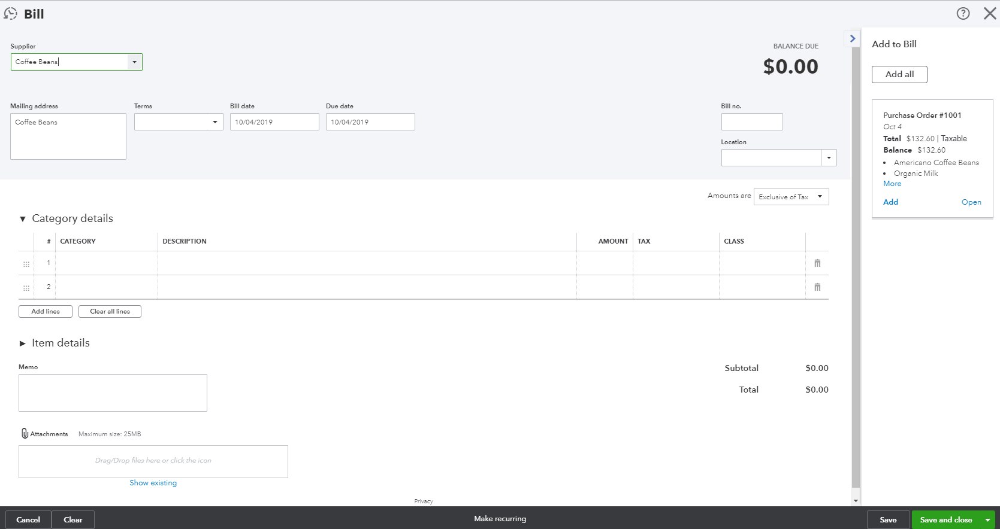 Bill
Supplier
Coffee Beans
BALANCE DUE
$0.00
Mailing address
Coffee Beans
Terms
Bill date
10/04/2019
Due date
10/04/2019
Bill no.
Location
Amounts are Exclusive of Tax
Category details
# CATEGORY DESCRIPTION AMOUNT TAX CLASS
1
2
Add lines Clear all lines
Item details
Memo
Subtotal $0.00
Total $0.00
Attachments Maximum size: 25MB
Drag/Drop files here or click the icon
Show existing
Privacy
Add to Bill
Add all
Purchase Order #1001
Oct 4
Total $132.60 | Taxable
Balance $132.60
• Americano Coffee Beans
• Organic Milk
More
Add Open
Cancel Clear Make recurring Save Save and close